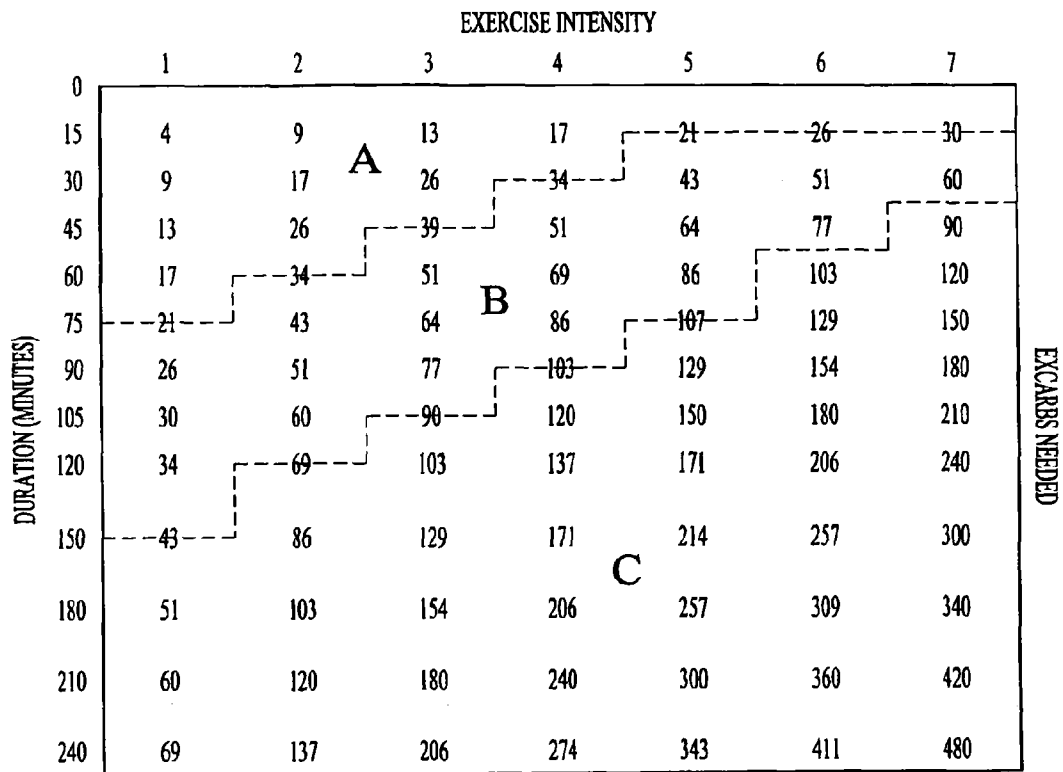 EXERCISE INTENSITY
1 2 3 4 5 6 7
0
15 4 9 13 17 21 26 30
A
30 9 17 26 34 43 51 60
45 13 26 39 51 64 77 90
60 17 34 51 69 86 103 120
B
75 21 43 64 86 107 129 150
90 26 51 77 103 129 154 180
105 30 60 90 120 150 180 210
120 34 69 103 137 171 206 240
150 43 86 129 171 214 257 300
C
180 51 103 154 206 257 309 340
210 60 120 180 240 300 360 420
240 69 137 206 274 343 411 480
DURATION (MINUTES)
EXCARBS NEEDED